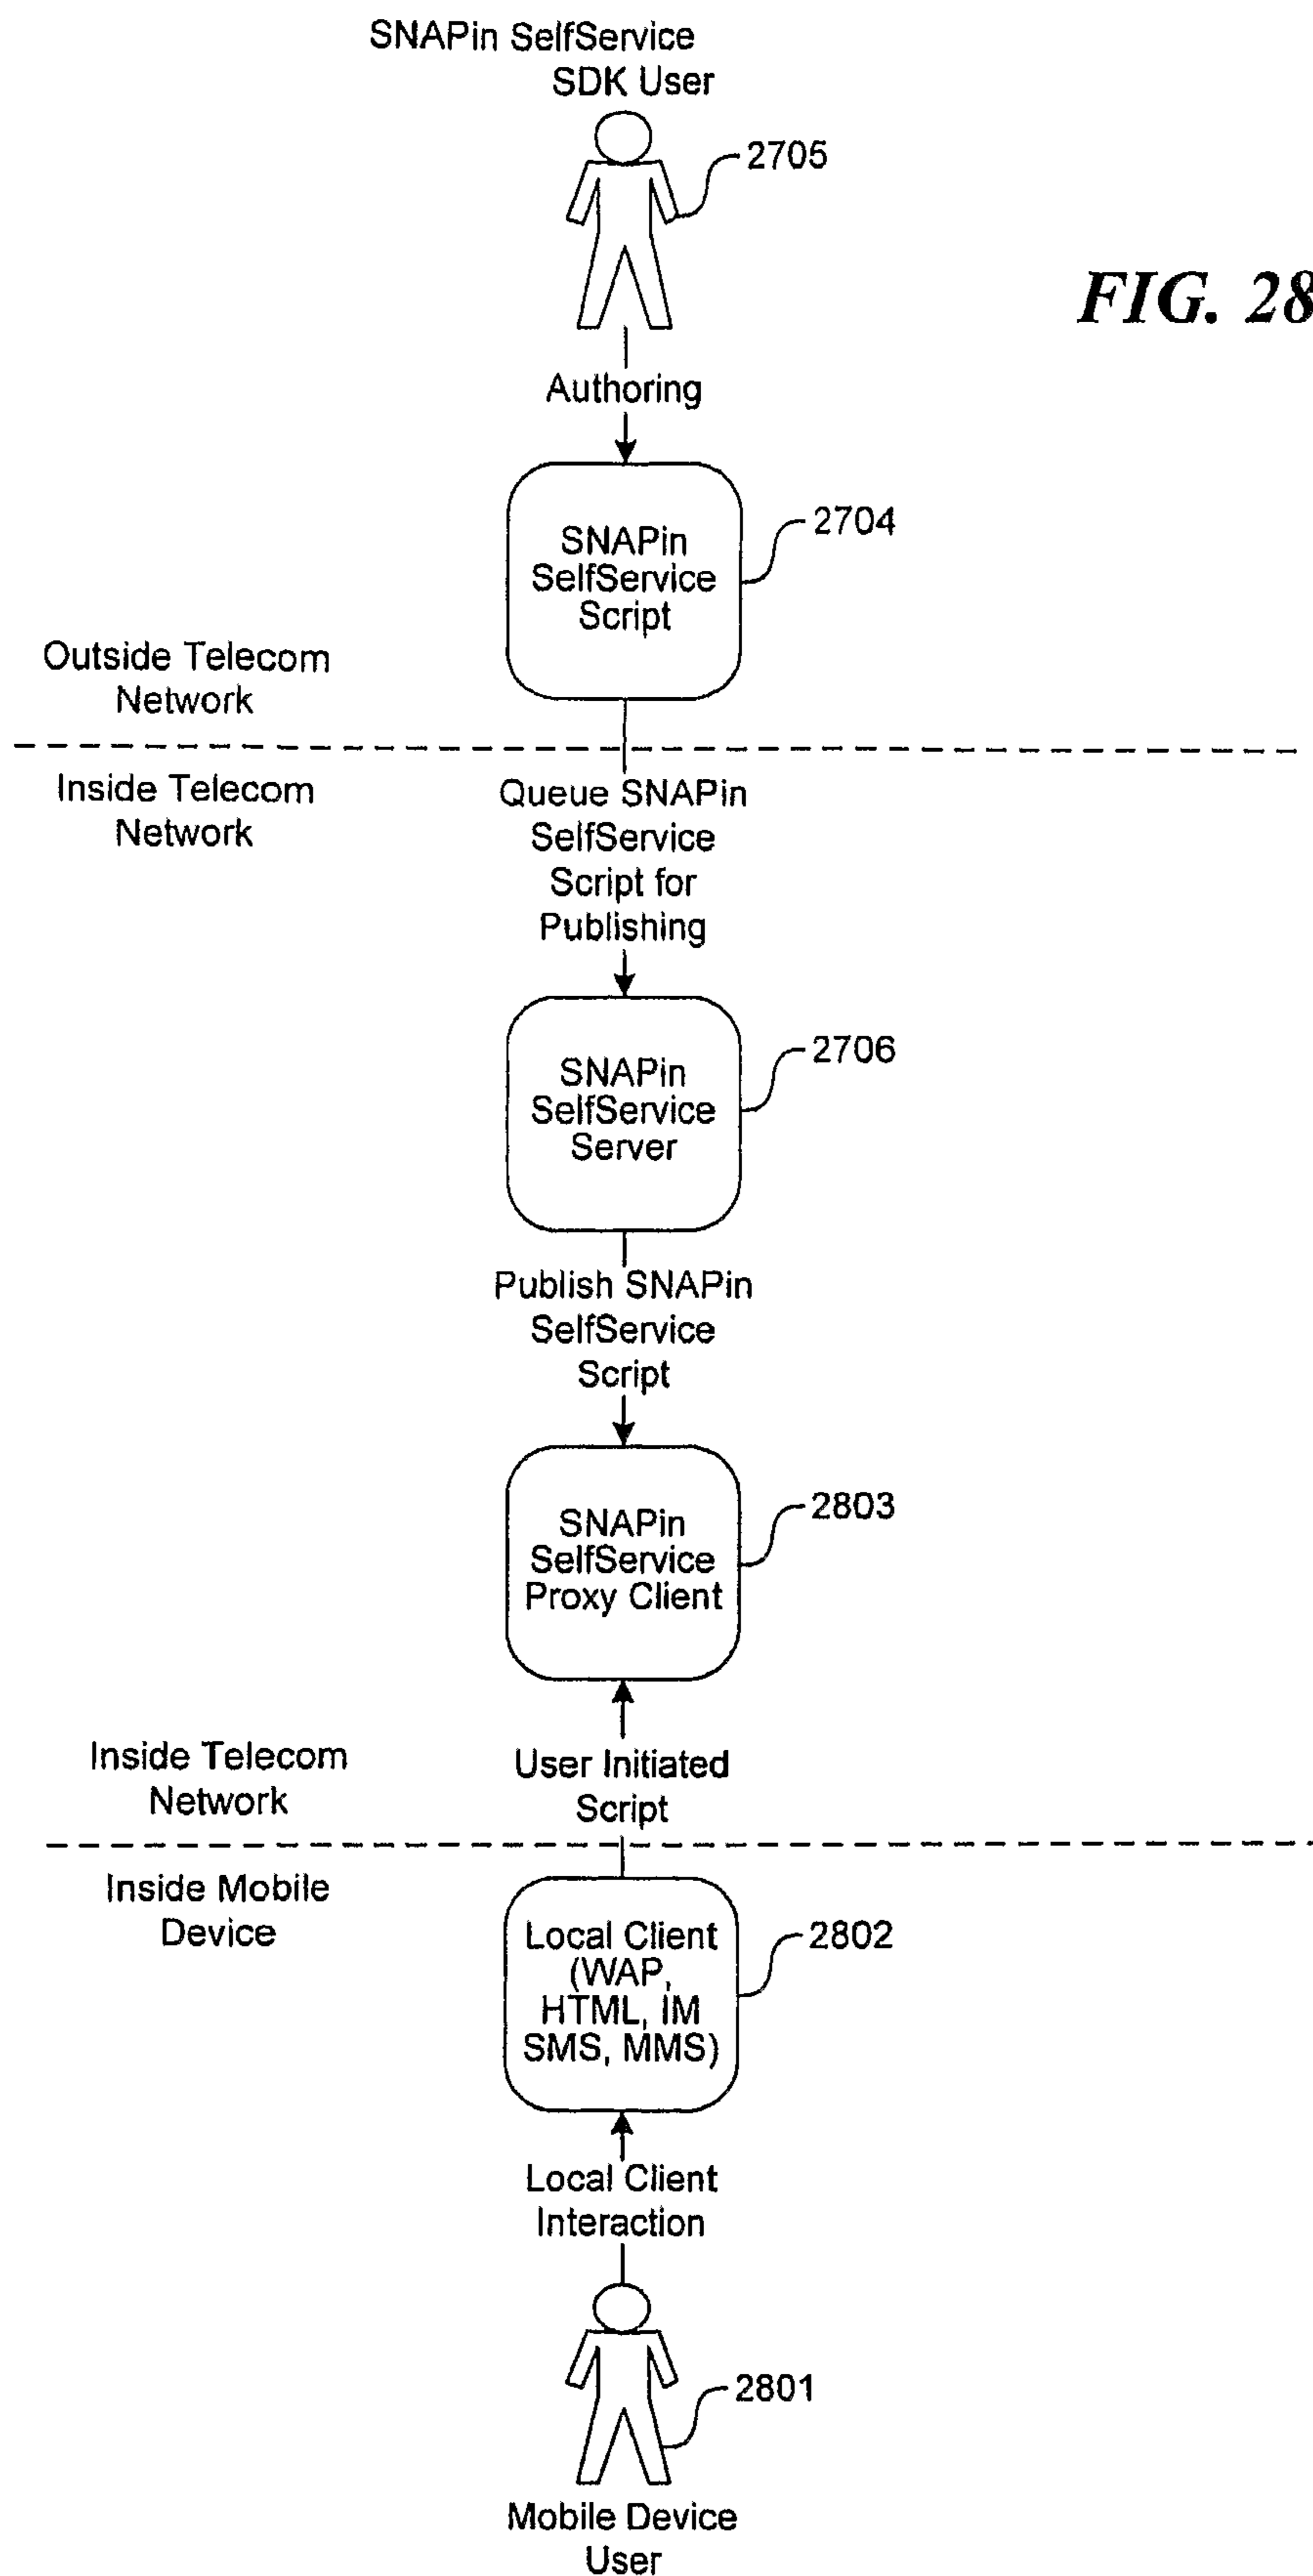 SNAPin SelfService
SDK User
2705
FIG. 28
Authoring
SNAPin
SelfService
Script
2704
Outside Telecom
Network
Inside Telecom
Network
Queue SNAPin
SelfService
Script for
Publishing
SNAPin
SelfService
Server
2706
Publish SNAPin
SelfService
Script
SNAPin
SelfService
Proxy Client
2803
Inside Telecom
Network
User Initiated
Script
Inside Mobile
Device
Local Client
(WAP,
HTML, IM
SMS, MMS)
2802
Local Client
Interaction
2801
Mobile Device
User